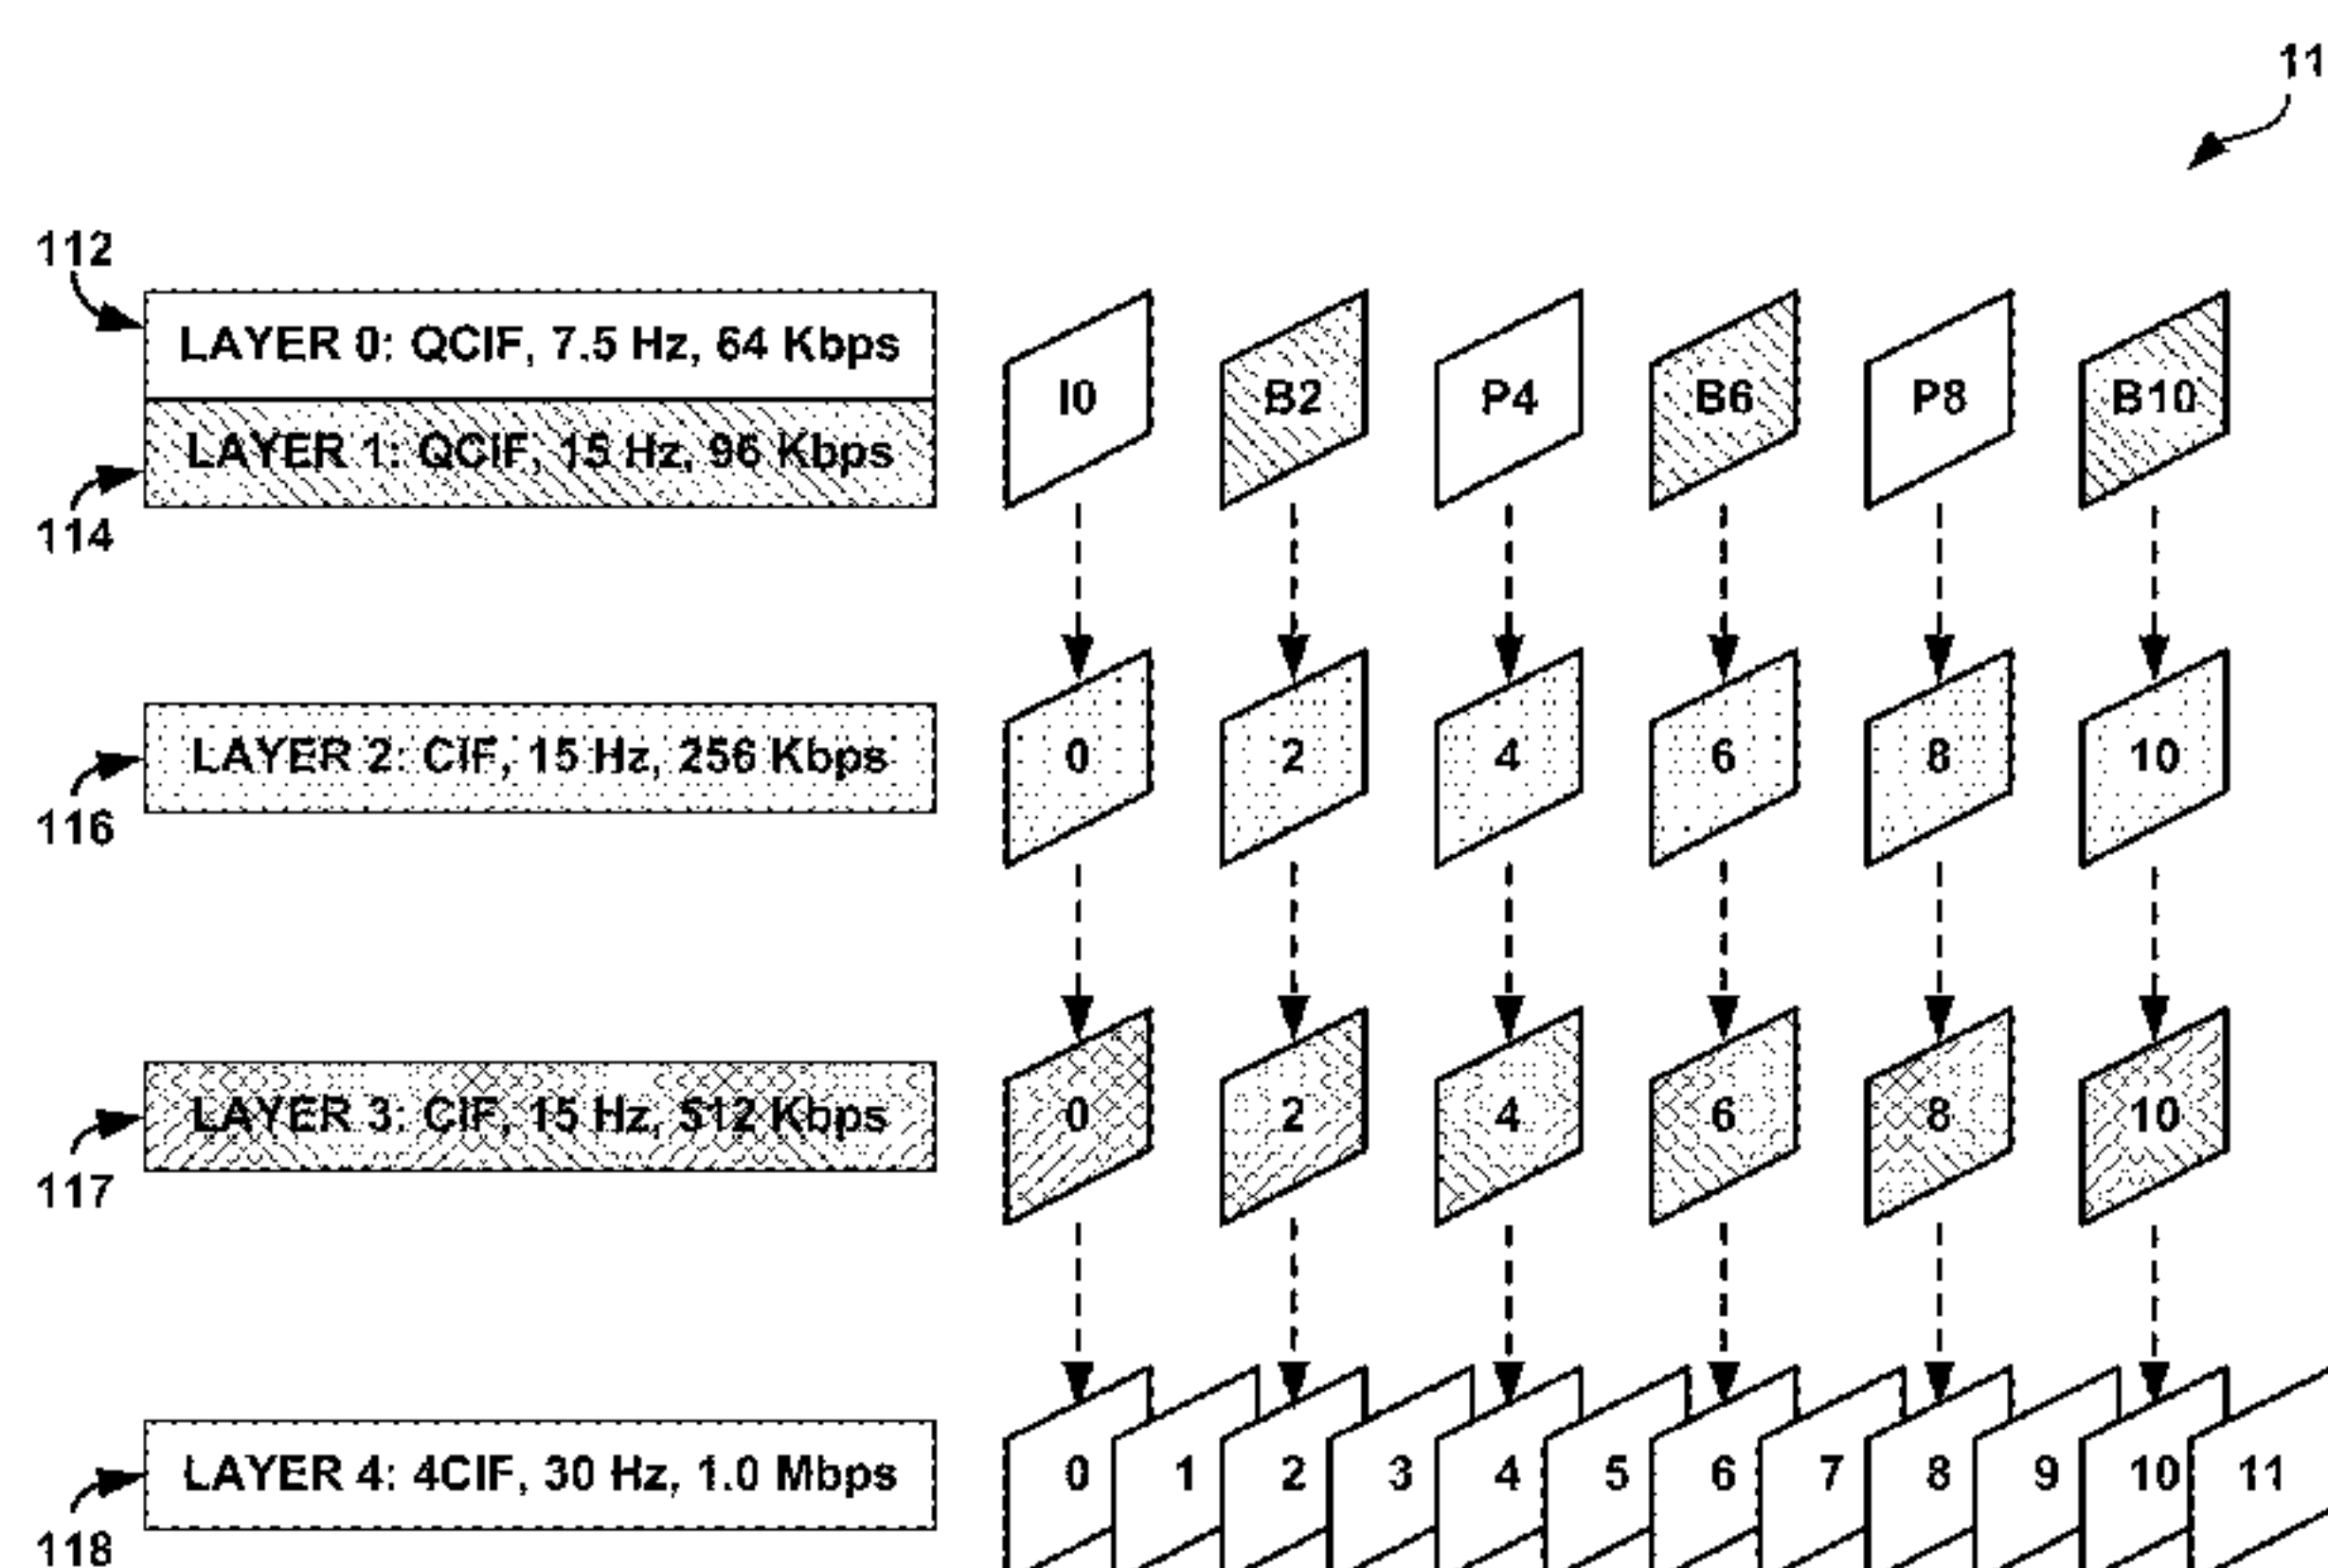 11
112
LAYER 0: QCIF, 7.5 Hz, 64 Kbps
I0 B2 P4 B6 P8 B10
LAYER 1: QCIF, 15 Hz, 96 Kbps
114
LAYER 2: CIF, 15 Hz, 256 Kbps
0 2 4 6 8 10
116
LAYER 3: CIF, 15 Hz, 512 Kbps
0 2 4 6 8 10
117
LAYER 4: 4CIF, 30 Hz, 1.0 Mbps
0 1 2 3 4 5 6 7 8 9 10 11
118